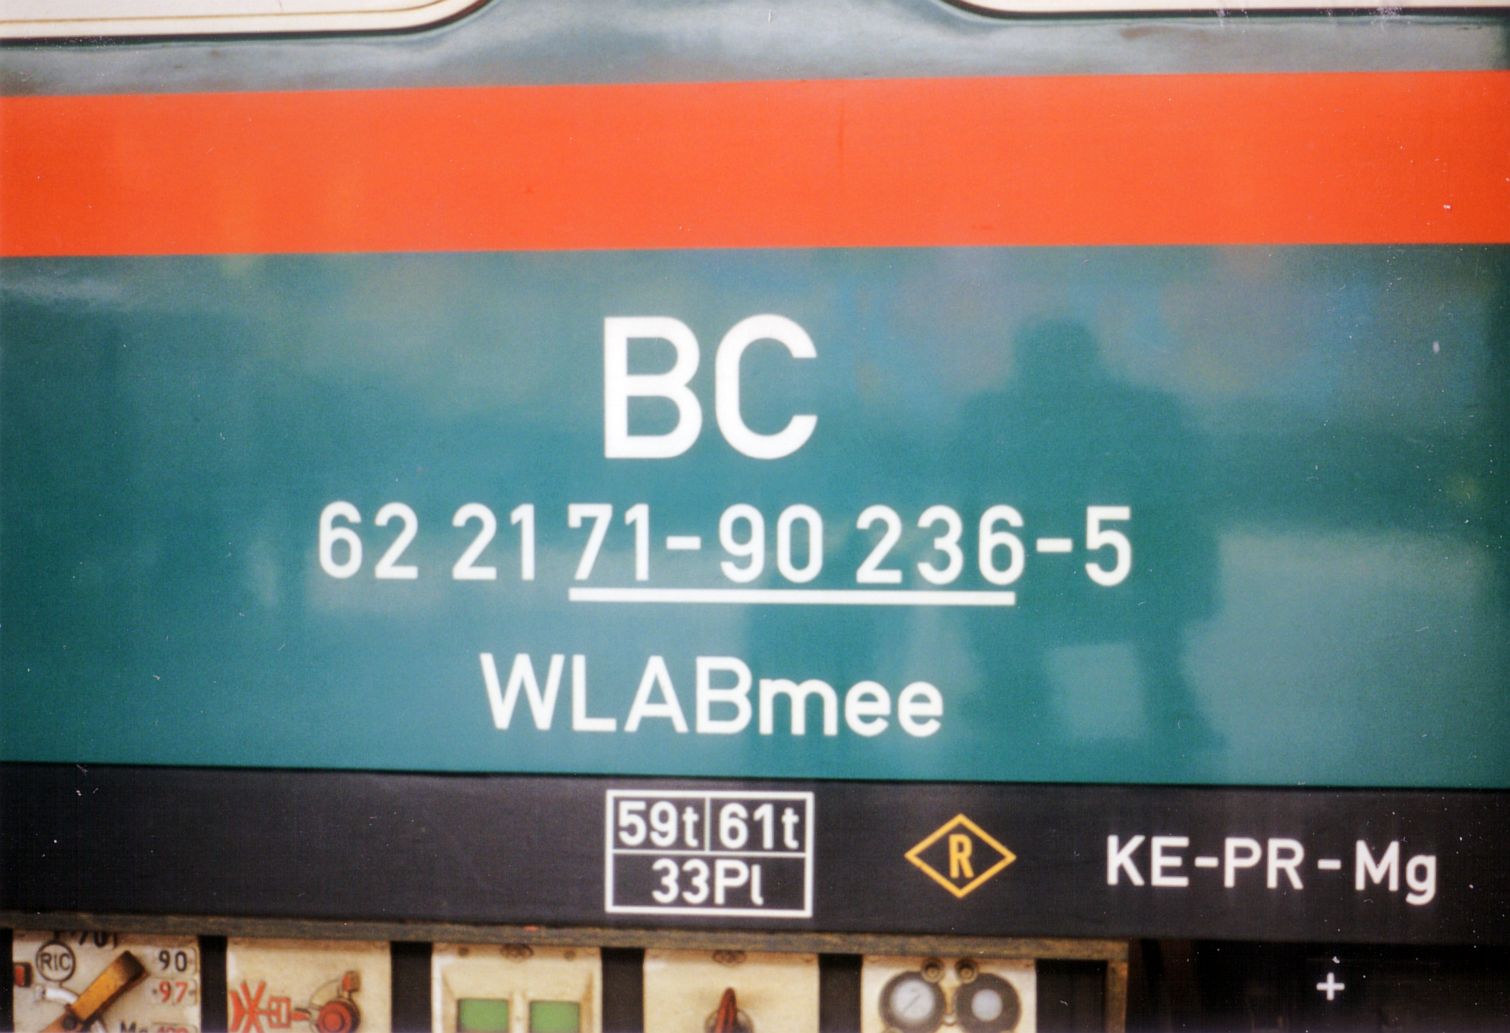 BC
62 21 71-90 236-5
WLABmee
59t 61t
33Pl
R
KE-PR-Mg
RIC
90
97
+